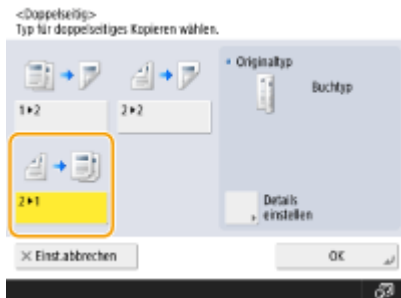 <Doppelseitig>
Typ für doppelseitiges Kopieren wählen.
1▸2
2▸2
2▸1
Originaltyp
Buchtyp
Details
einstellen
× Einst.abbrechen
OK